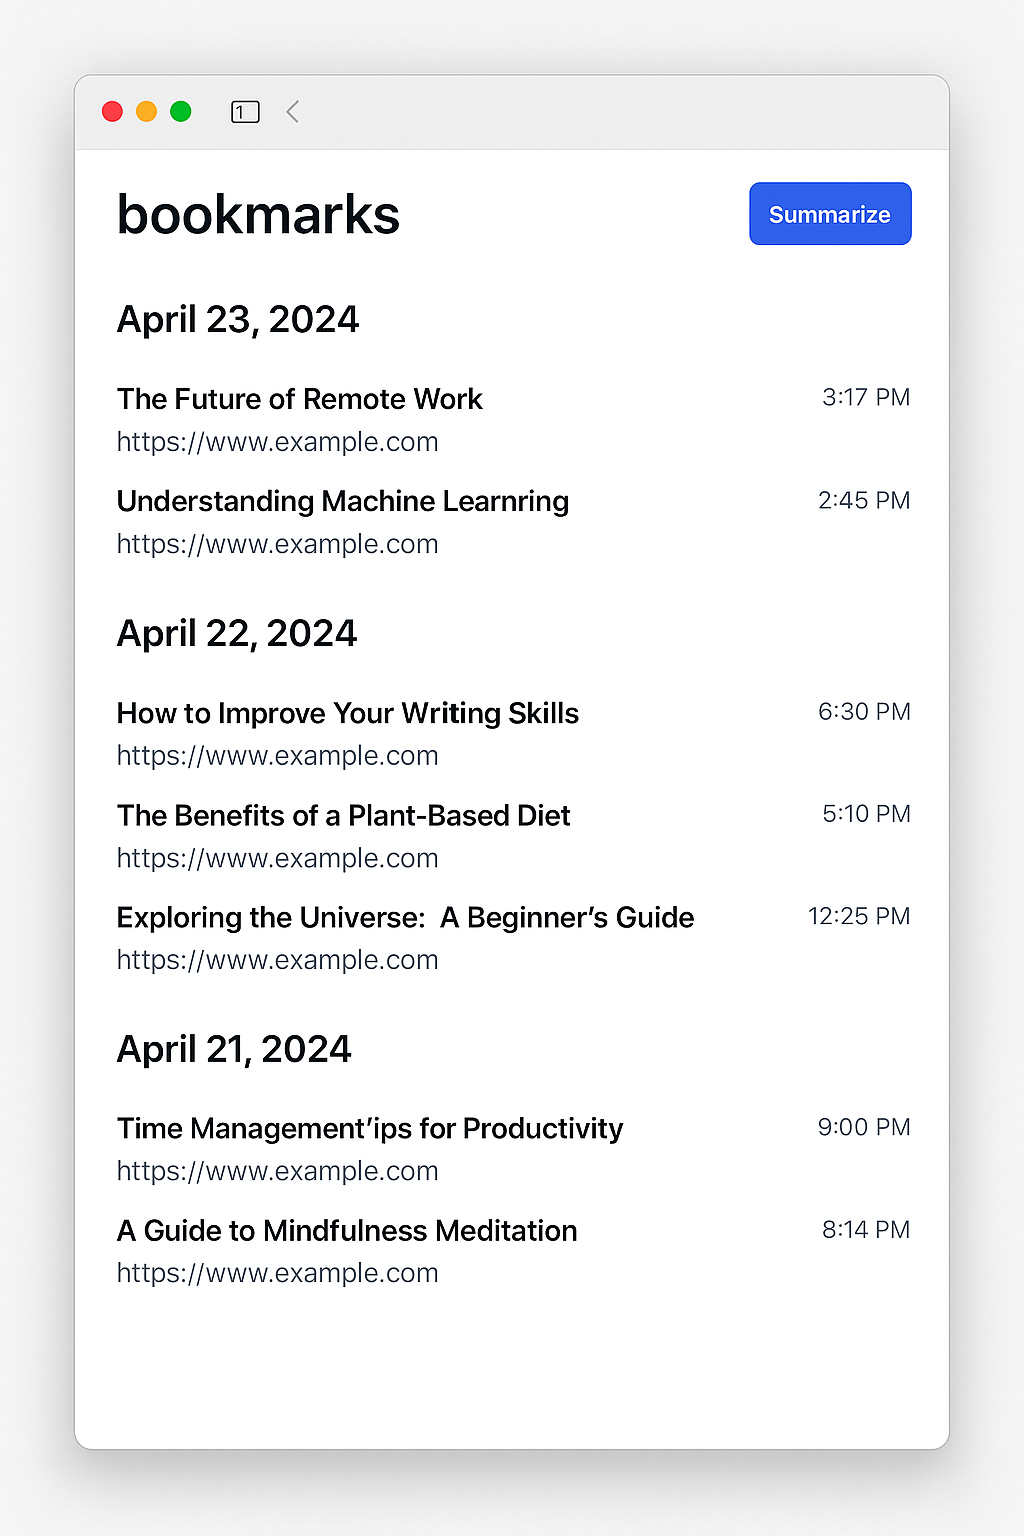 bookmarks
Summarize
April 23, 2024
The Future of Remote Work
3:17 PM
https://www.example.com
Understanding Machine Learnring
2:45 PM
https://www.example.com
April 22, 2024
How to Improve Your Writing Skills
6:30 PM
https://www.example.com
The Benefits of a Plant-Based Diet
5:10 PM
https://www.example.com
Exploring the Universe:  A Beginner’s Guide
12:25 PM
https://www.example.com
April 21, 2024
Time Management’ips for Productivity
9:00 PM
https://www.example.com
A Guide to Mindfulness Meditation
8:14 PM
https://www.example.com